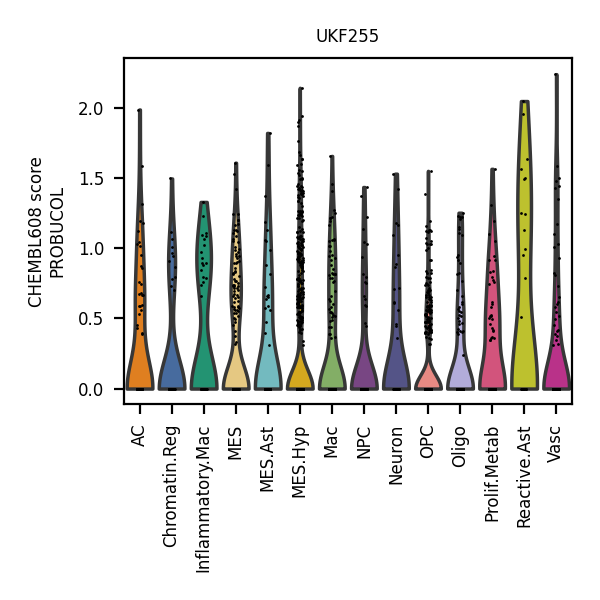 UKF255
CHEMBL608 score
PROBUCOL
2.0
1.5
1.0
0.5
0.0
AC
Chromatin.Reg
Inflammatory.Mac
MES
MES.Ast
MES.Hyp
Mac
NPC
Neuron
OPC
Oligo
Prolif.Metab
Reactive.Ast
Vasc